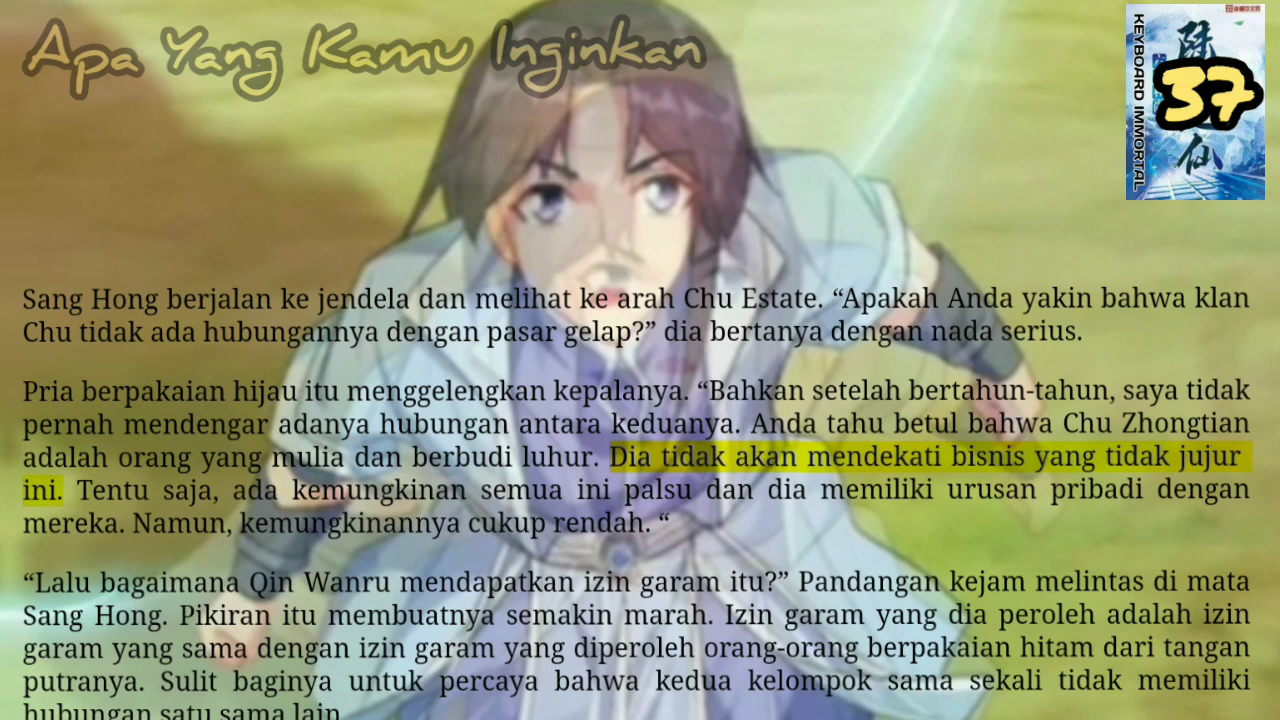 Apa Yang Kamu Inginkan
KEYBOARD IMMORTAL
37
仙
Sang Hong berjalan ke jendela dan melihat ke arah Chu Estate. “Apakah Anda yakin bahwa klan
Chu tidak ada hubungannya dengan pasar gelap?” dia bertanya dengan nada serius.
Pria berpakaian hijau itu menggelengkan kepalanya. “Bahkan setelah bertahun-tahun, saya tidak
pernah mendengar adanya hubungan antara keduanya. Anda tahu betul bahwa Chu Zhongtian
adalah orang yang mulia dan berbudi luhur. Dia tidak akan mendekati bisnis yang tidak jujur
ini. Tentu saja, ada kemungkinan semua ini palsu dan dia memiliki urusan pribadi dengan
mereka. Namun, kemungkinannya cukup rendah. “
“Lalu bagaimana Qin Wanru mendapatkan izin garam itu?” Pandangan kejam melintas di mata
Sang Hong. Pikiran itu membuatnya semakin marah. Izin garam yang dia peroleh adalah izin
garam yang sama dengan izin garam yang diperoleh orang-orang berpakaian hitam dari tangan
putranya. Sulit baginya untuk percaya bahwa kedua kelompok sama sekali tidak memiliki
hubungan satu sama lain